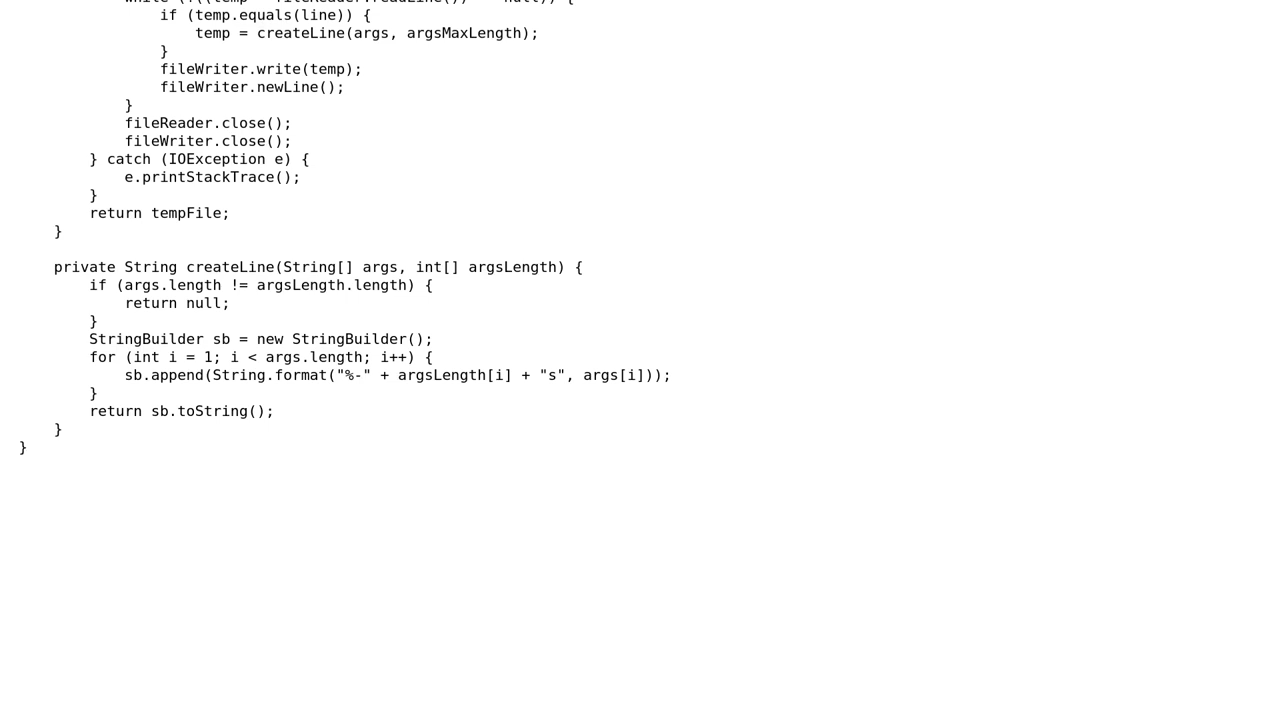 if (temp.equals(line)) {
temp = createLine(args, argsMaxLength);
}
fileWriter.write(temp);
fileWriter.newLine();
}
fileReader.close();
fileWriter.close();
} catch (IOException e) {
e.printStackTrace();
}
return tempFile;
}
private String createLine(String[] args, int[] argsLength) {
if (args.length != argsLength.length) {
return null;
}
StringBuilder sb = new StringBuilder();
for (int i = 1; i < args.length; i++) {
sb.append(String.format("%-" + argsLength[i] + "s", args[i]));
}
return sb.toString();
}
}